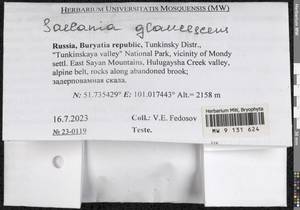 HERBARIUM UNIVERSITATIS MOSQUENSIS (MW)
Saelania glaucescens
Russia, Buryatia republic, Tunkinsky Distr.,
"Tunkinskaya valley" National Park, vicinity of Mondy
settl. East Sayan Mountains, Hulugaysha Creek valley,
alpine belt, rocks along abandoned brook;
задернованная скала.
N: 51.735429° E: 101.017443° Alt.= 2158 m
16.7.2023 Coll.: V.E. Fedosov
№ 23-0119 Teste.
Herbarium MW, Bryophyta
MW 9 131 624